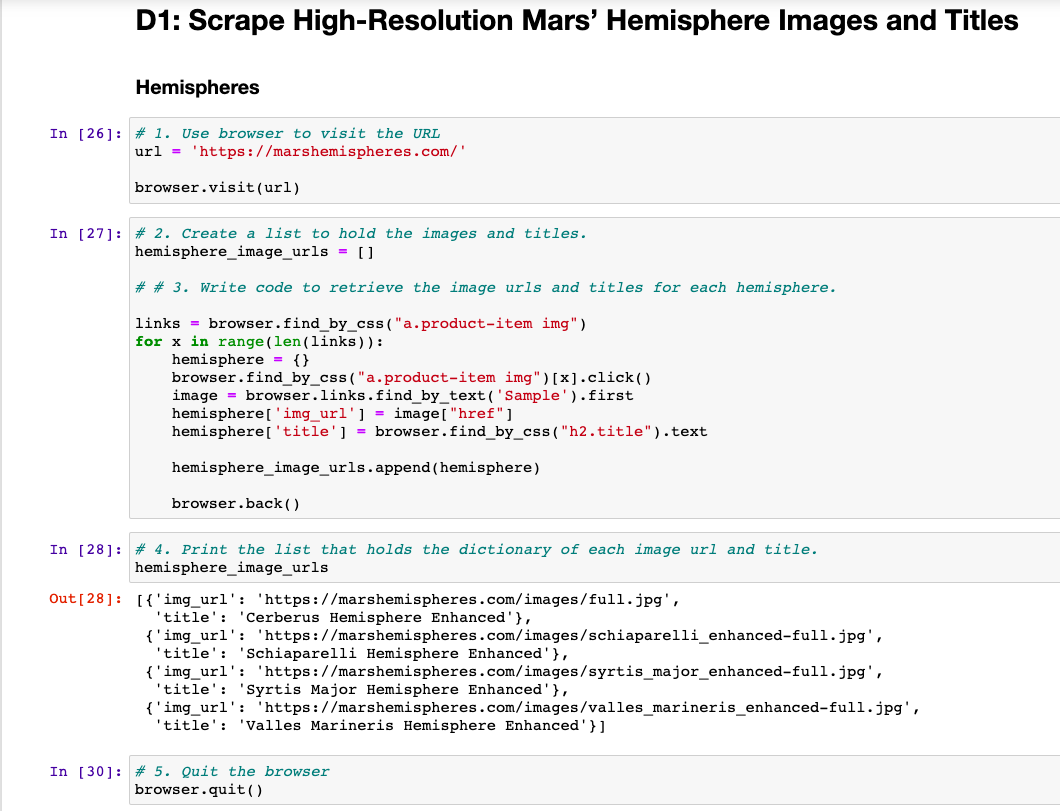 D1: Scrape High-Resolution Mars’ Hemisphere Images and Titles
Hemispheres
In [26]: # 1. Use browser to visit the URL
url = 'https://marshemispheres.com/'
browser.visit(url)
In [27]: # 2. Create a list to hold the images and titles.
hemisphere_image_urls = []
# # 3. Write code to retrieve the image urls and titles for each hemisphere.
links = browser.find_by_css("a.product-item img")
for x in range(len(links)):
    hemisphere = {}
    browser.find_by_css("a.product-item img")[x].click()
    image = browser.links.find_by_text('Sample').first
    hemisphere['img_url'] = image["href"]
    hemisphere['title'] = browser.find_by_css("h2.title").text
    hemisphere_image_urls.append(hemisphere)
    browser.back()
In [28]: # 4. Print the list that holds the dictionary of each image url and title.
hemisphere_image_urls
Out[28]: [{'img_url': 'https://marshemispheres.com/images/full.jpg',
  'title': 'Cerberus Hemisphere Enhanced'},
 {'img_url': 'https://marshemispheres.com/images/schiaparelli_enhanced-full.jpg',
  'title': 'Schiaparelli Hemisphere Enhanced'},
 {'img_url': 'https://marshemispheres.com/images/syrtis_major_enhanced-full.jpg',
  'title': 'Syrtis Major Hemisphere Enhanced'},
 {'img_url': 'https://marshemispheres.com/images/valles_marineris_enhanced-full.jpg',
  'title': 'Valles Marineris Hemisphere Enhanced'}]
In [30]: # 5. Quit the browser
browser.quit()